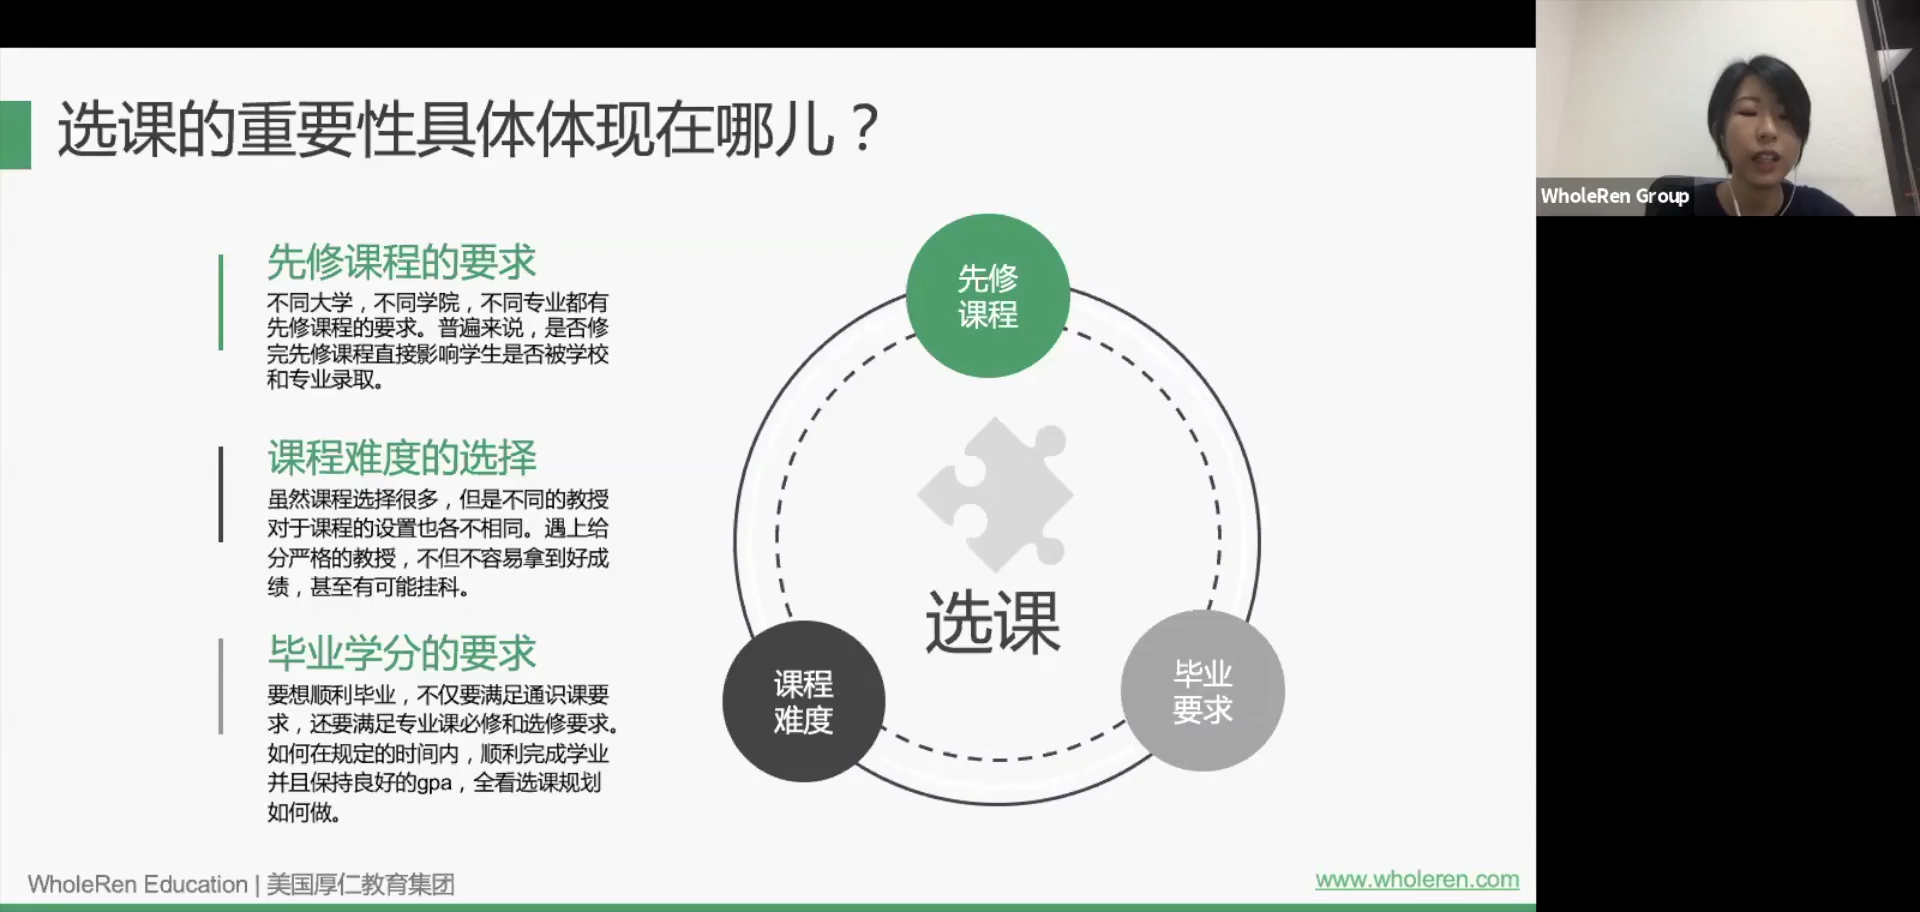 选课的重要性具体体现在哪儿？
先修课程的要求
不同大学，不同学院，不同专业都有
先修课程的要求。普遍来说，是否修
完先修课程直接影响学生是否被学校
和专业录取。
课程难度的选择
虽然课程选择很多，但是不同的教授
对于课程的设置也各不相同。遇上给
分严格的教授，不但不容易拿到好成
绩，甚至有可能挂科。
毕业学分的要求
要想顺利毕业，不仅要满足通识课要
求，还要满足专业课必修和选修要求。
如何在规定的时间内，顺利完成学业
并且保持良好的gpa，全看选课规划
如何做。
先修
课程
选课
课程
难度
毕业
要求
WholeRen Education | 美国厚仁教育集团
www.wholeren.com
WholeRen Group